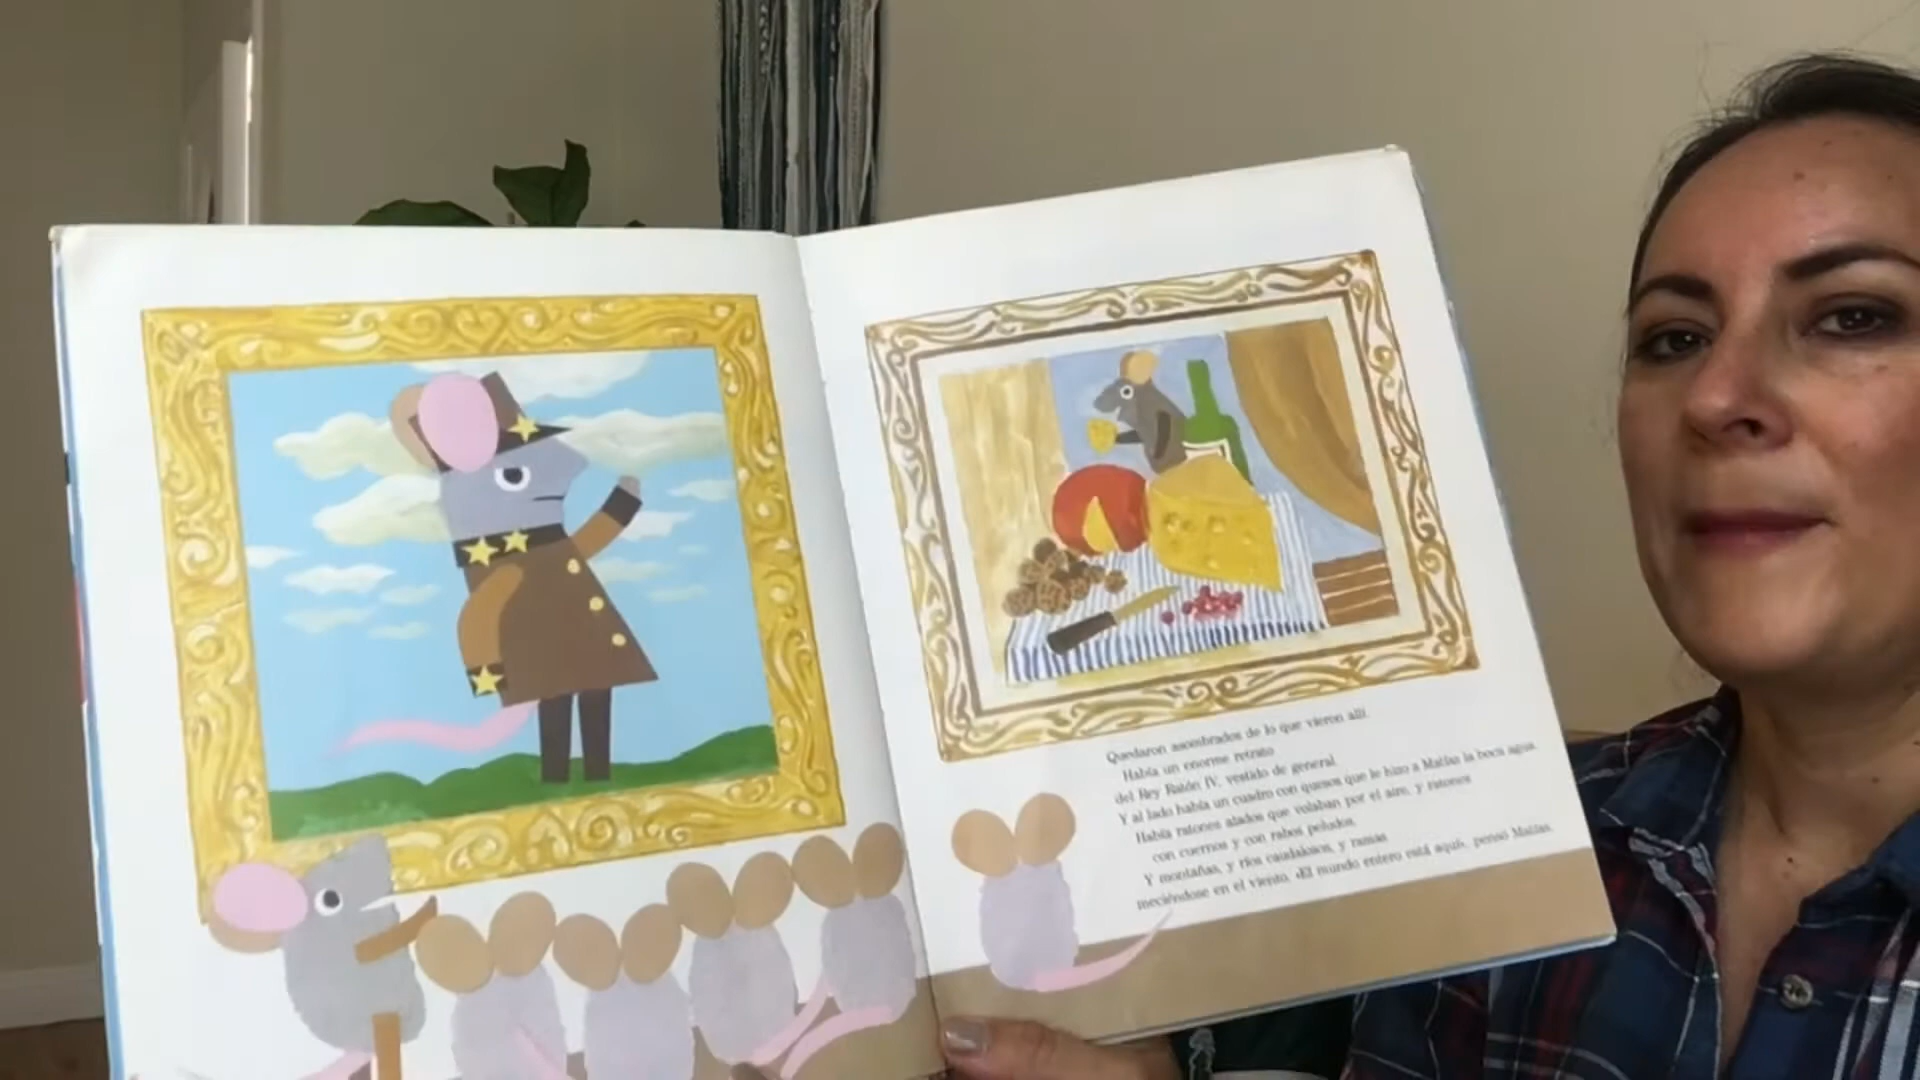 Quedaron asombrados de lo que vieron allí.
Había un enorme retrato
del Rey Ratón IV, vestido de general.
Y al lado había un cuadro con quesos que le hizo a Matías la boca agua.
Había ratones alados que volaban por el aire, y ratones
con cuernos y con rabos peludos.
Y montañas, y ríos caudalosos, y ramas
meciéndose en el viento. «El mundo entero está aquí», pensó Matías.